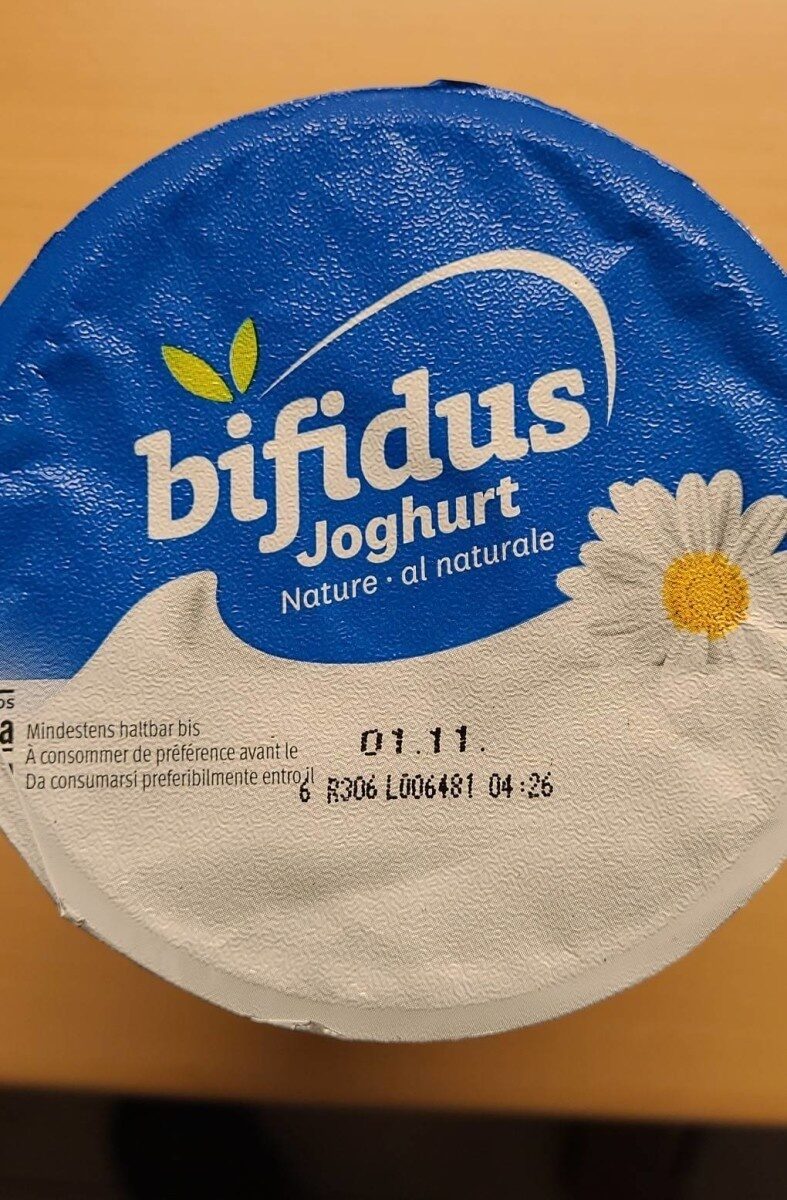 bifidus
Joghurt
Nature · al naturale
Mindestens haltbar bis
À consommer de préférence avant le
Da consumarsi preferibilmente entro il
01.11.
6 R306 L006481 04:26